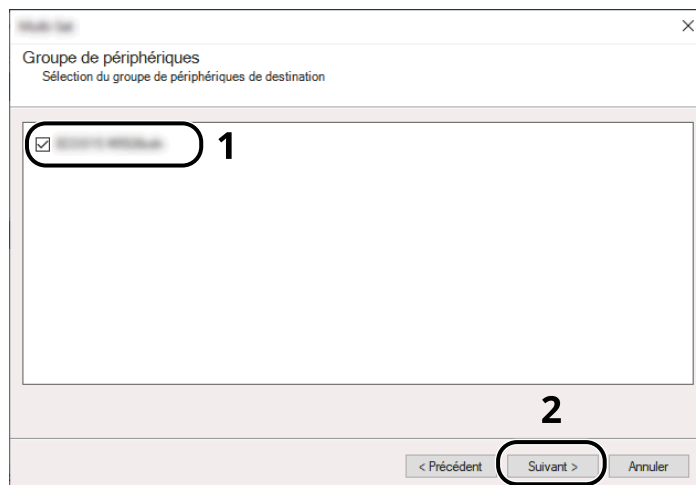 Groupe de périphériques
Sélection du groupe de périphériques de destination
1
2
< Précédent
Suivant >
Annuler